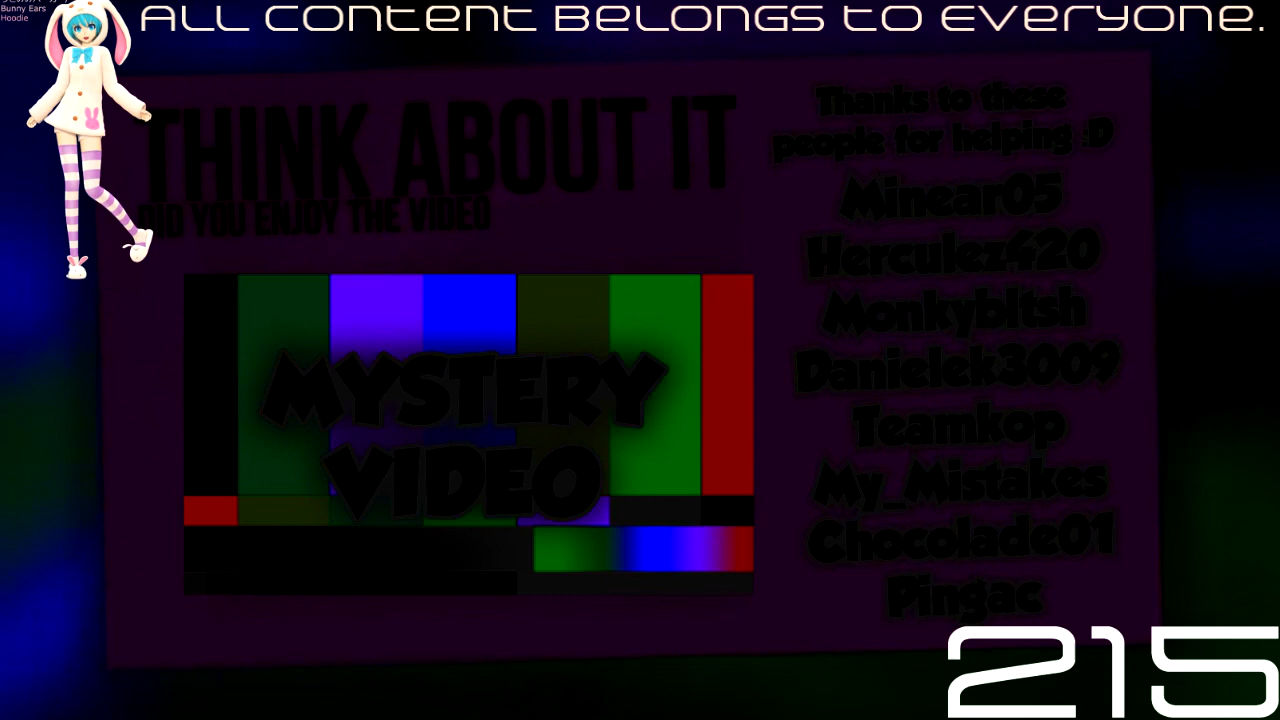 Bunny Ears
Hoodie
ALL CONTENT BELONGS TO EVERYONE.
THINK ABOUT IT
DID YOU ENJOY THE VIDEO
MYSTERY
VIDEO
Thanks to these
people for helping :D
Minear05
Herculez420
Monkybltsh
Danielek3009
Teamkop
My_Mistakes
Chocolade01
Pingac
215